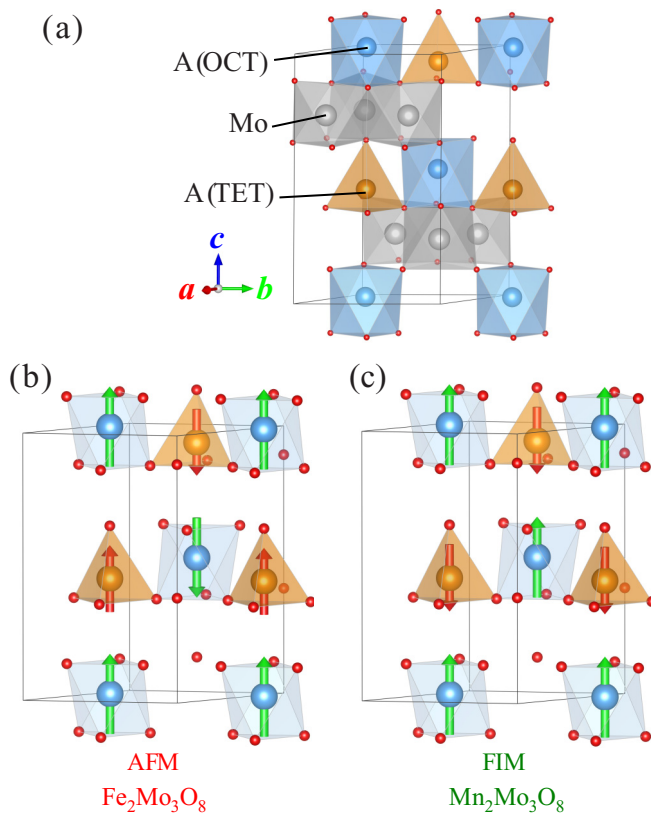 (a)
A(OCT)
Mo
A(TET)
c
a
b
(b)
(c)
AFM
Fe₂Mo₃O₈
FIM
Mn₂Mo₃O₈